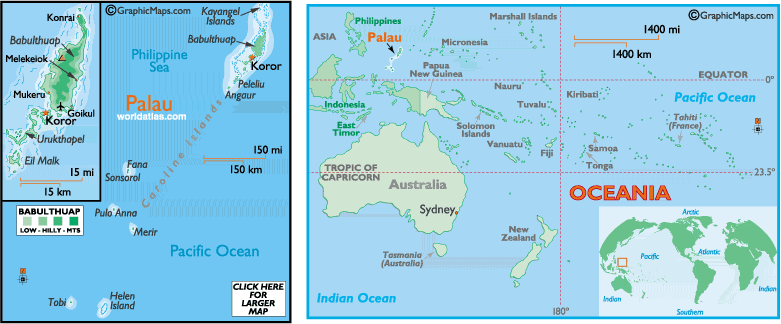 ©GraphicMaps.com
Kayangel
Islands
Konrai
Babulthuap
Babulthuap
Melekeiok
Philippine
Sea
Koror
Mukeru
Peleliu
Angaur
Goikul
Palau
worldatlas.com
Koror
Urukthapel
Eil Malk
Caroline Islands
15 mi
15 km
150 mi
150 km
Fana
Sonsorol
BABULTHUAP
LOW - HILLY - MTS
Pulo Anna
Merir
Pacific Ocean
Tobi
Helen
Island
CLICK HERE
FOR
LARGER
MAP
Philippines
Marshall Islands
©GraphicMaps.com
ASIA
Palau
Micronesia
1400 mi
1400 km
Papua
New Guinea
EQUATOR
0°
Nauru
Kiribati
Pacific Ocean
Indonesia
Tuvalu
East
Timor
Solomon
Islands
Tahiti
(France)
Vanuatu
Fiji
Samoa
Tonga
TROPIC OF
CAPRICORN
23.5°
Australia
OCEANIA
Sydney
New
Zealand
Tasmania
(Australia)
Indian Ocean
180°
Arctic
Pacific
Atlantic
Indian
Indian
Southern